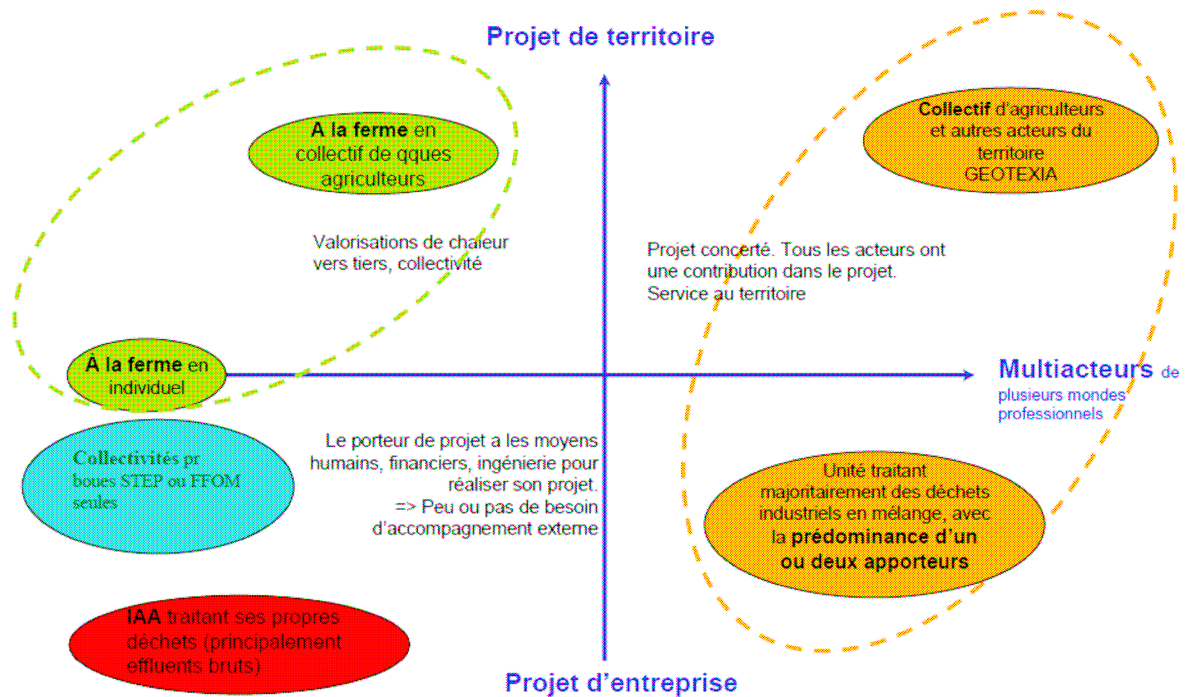 Projet de territoire
A la ferme en
collectif de qques
agriculteurs
Collectif d'agriculteurs
et autres acteurs du
territoire
GEOTEXIA
Valorisations de chaleur
vers tiers, collectivité
Projet concerté. Tous les acteurs ont
une contribution dans le projet.
Service au territoire
À la ferme en
individuel
Multiacteurs de
plusieurs mondes
professionnels
Collectivités pr
boues STEP ou FFOM
seules
Le porteur de projet a les moyens
humains, financiers, ingénierie pour
réaliser son projet.
=> Peu ou pas de besoin
d'accompagnement externe
Unité traitant
majoritairement des déchets
industriels en mélange, avec
la prédominance d'un
ou deux apporteurs
IAA traitant ses propres
déchets (principalement
effluents bruts)
Projet d'entreprise